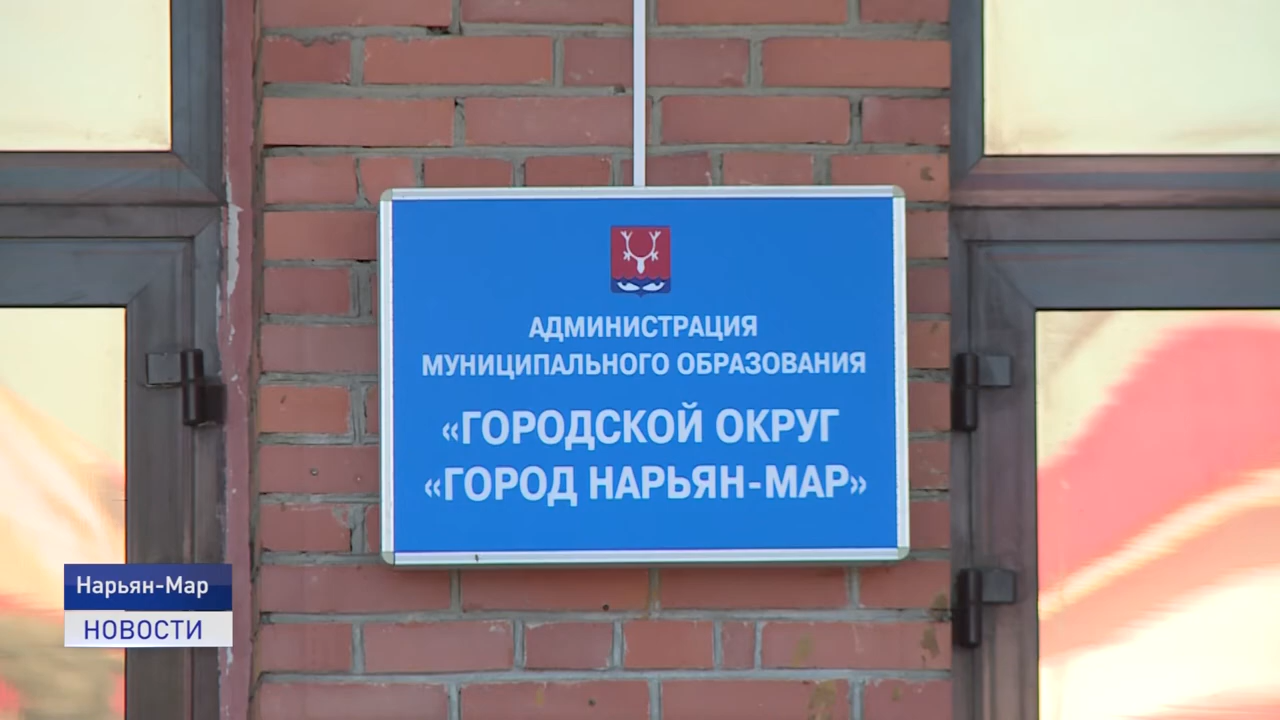 АДМИНИСТРАЦИЯ
МУНИЦИПАЛЬНОГО ОБРАЗОВАНИЯ
«ГОРОДСКОЙ ОКРУГ
«ГОРОД НАРЬЯН-МАР»
Нарьян-Мар
НОВОСТИ